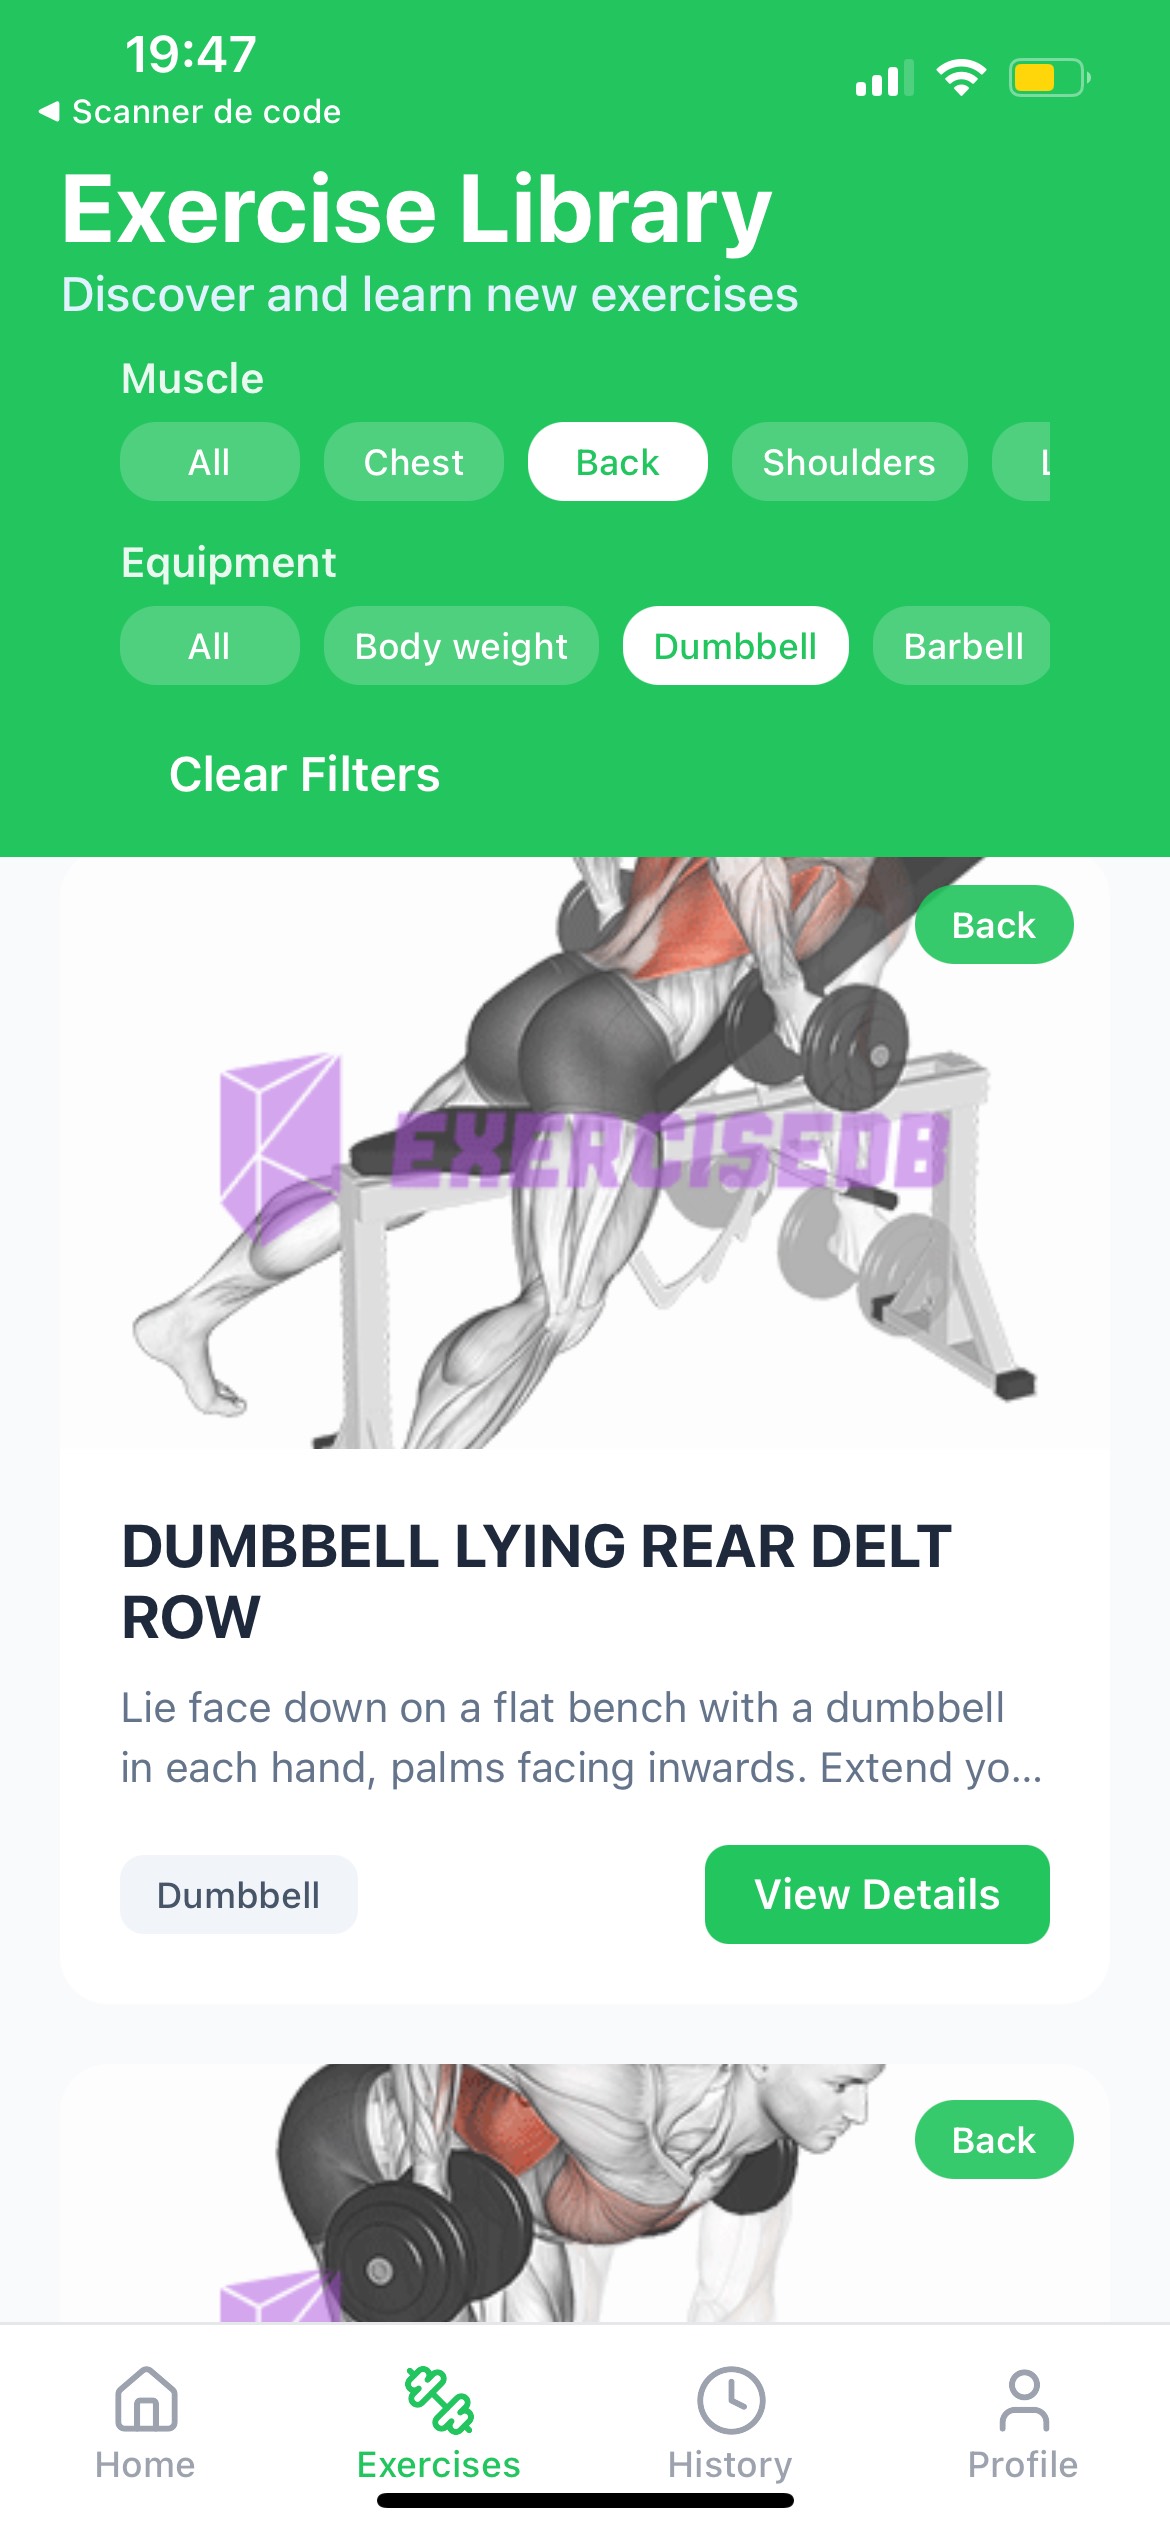 19:47
Scanner de code
Exercise Library
Discover and learn new exercises
Muscle
All Chest Back Shoulders L
Equipment
All Body weight Dumbbell Barbell
Clear Filters
Back
EXERCISEDB
DUMBBELL LYING REAR DELT
ROW
Lie face down on a flat bench with a dumbbell
in each hand, palms facing inwards. Extend yo...
Dumbbell View Details
Back
Home Exercises History Profile